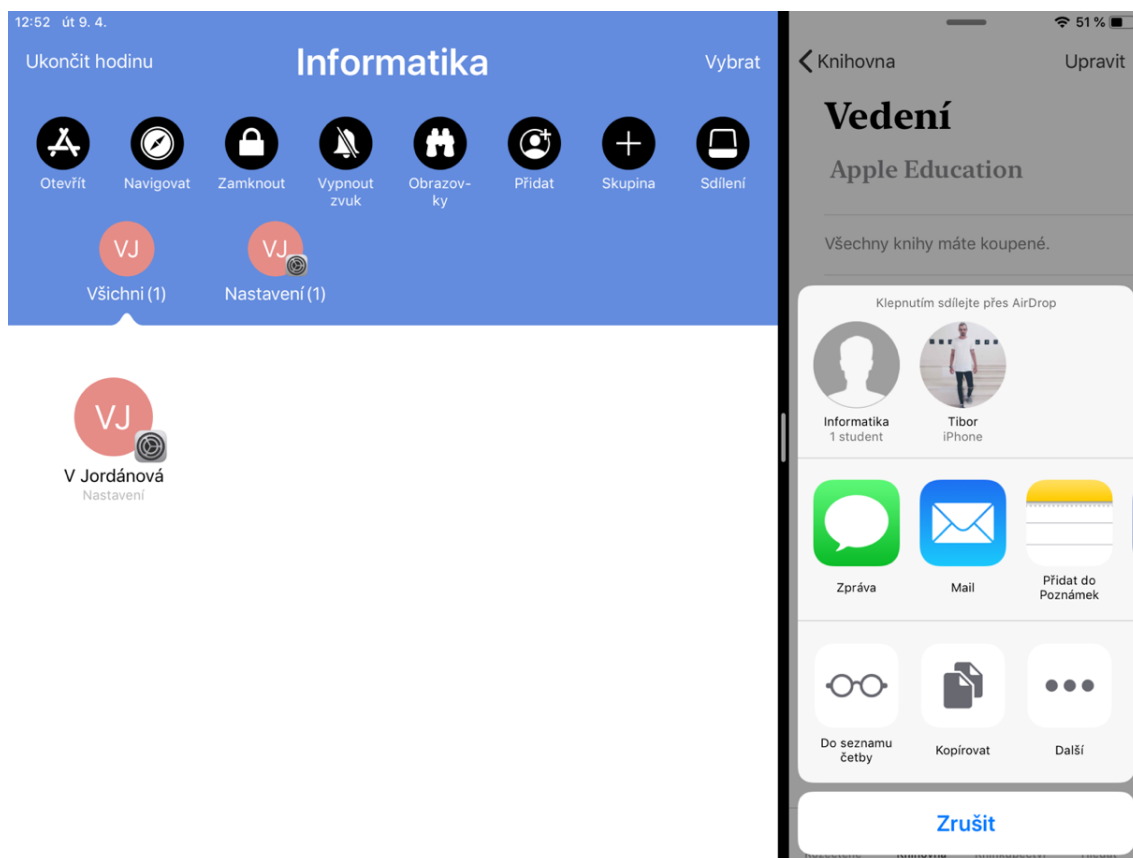 12:52 út 9. 4.
51 %
Ukončit hodinu
Informatika
Vybrat
Otevřít
Navigovat
Zamknout
Vypnout
zvuk
Obrazov-
ky
Přidat
Skupina
Sdílení
VJ
VJ
Všichni (1)
Nastavení (1)
VJ
V Jordánová
Nastavení
Knihovna
Upravit
Vedení
Apple Education
Všechny knihy máte koupené.
Klepnutím sdílejte přes AirDrop
Informatika
1 student
Tibor
iPhone
Zpráva
Mail
Přidat do
Poznámek
Do seznamu
četby
Kopírovat
Další
Zrušit